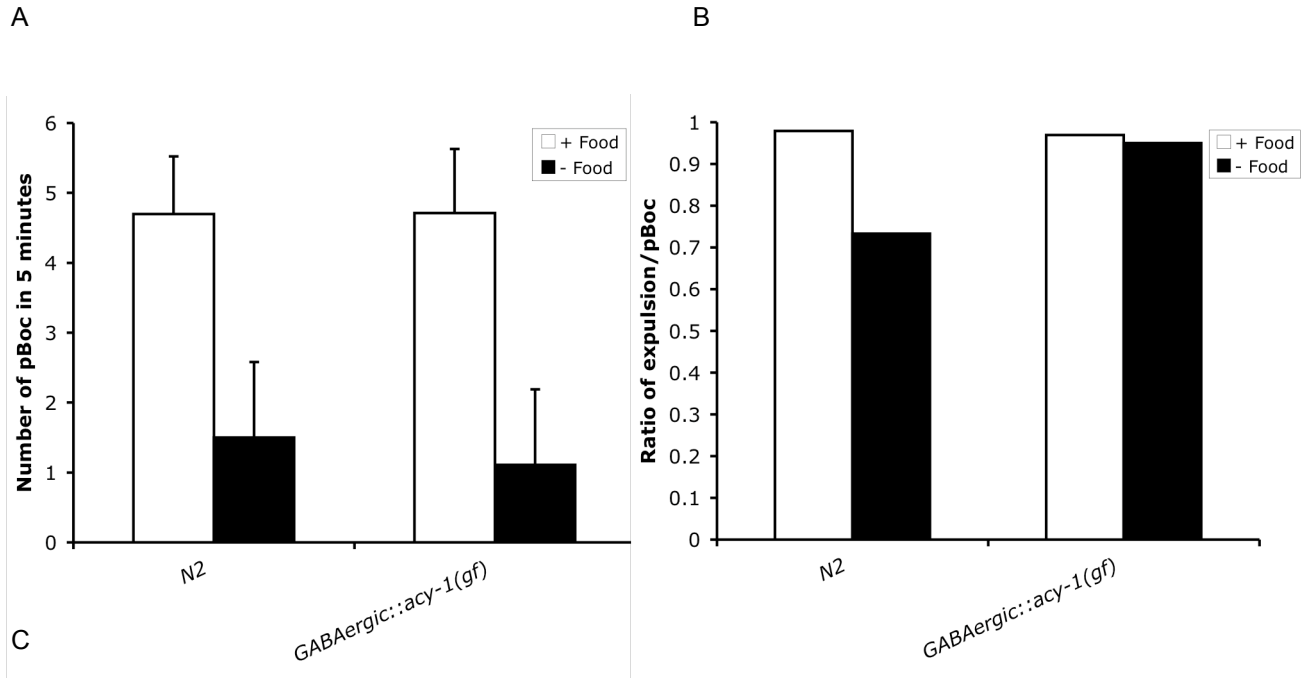 A
B
Number of pBoc in 5 minutes
6
5
4
3
2
1
0
+ Food
- Food
N2
GABAergic::acy-1(gf)
Ratio of expulsion/pBoc
1
0.9
0.8
0.7
0.6
0.5
0.4
0.3
0.2
0.1
0
+ Food
- Food
N2
GABAergic::acy-1(gf)
C